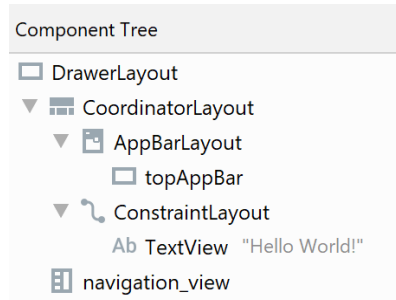 Component Tree
DrawerLayout
CoordinatorLayout
AppBarLayout
topAppBar
ConstraintLayout
Ab TextView "Hello World!"
navigation_view